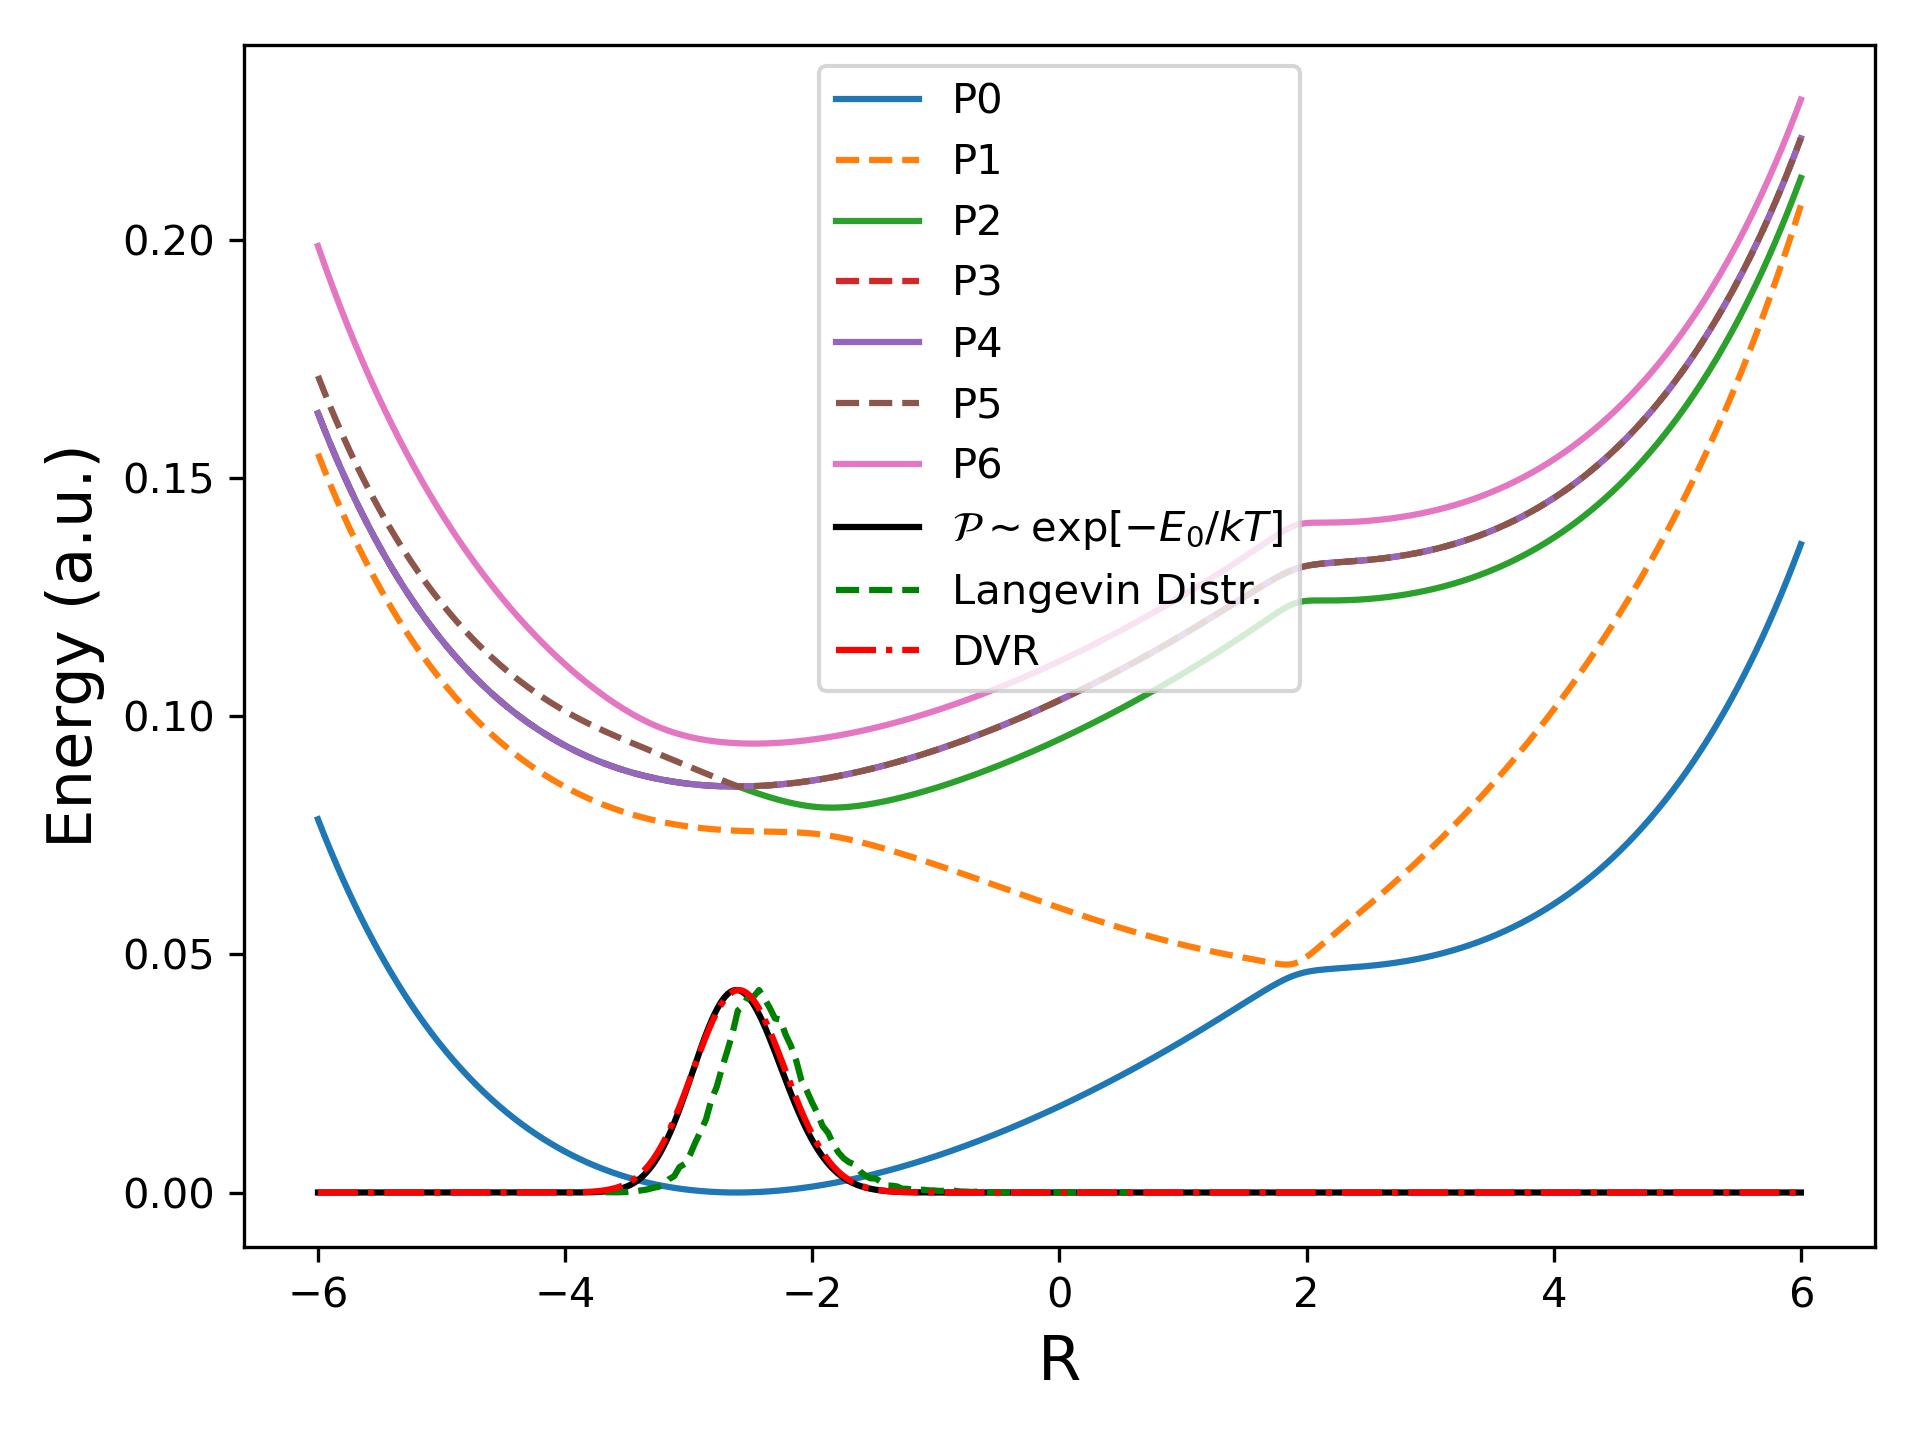 P0
P1
P2
P3
P4
P5
P6
𝒫 ~ exp[−E₀/kT]
Langevin Distr.
DVR
Energy (a.u.)
0.20
0.15
0.10
0.05
0.00
−6 −4 −2 0 2 4 6
R